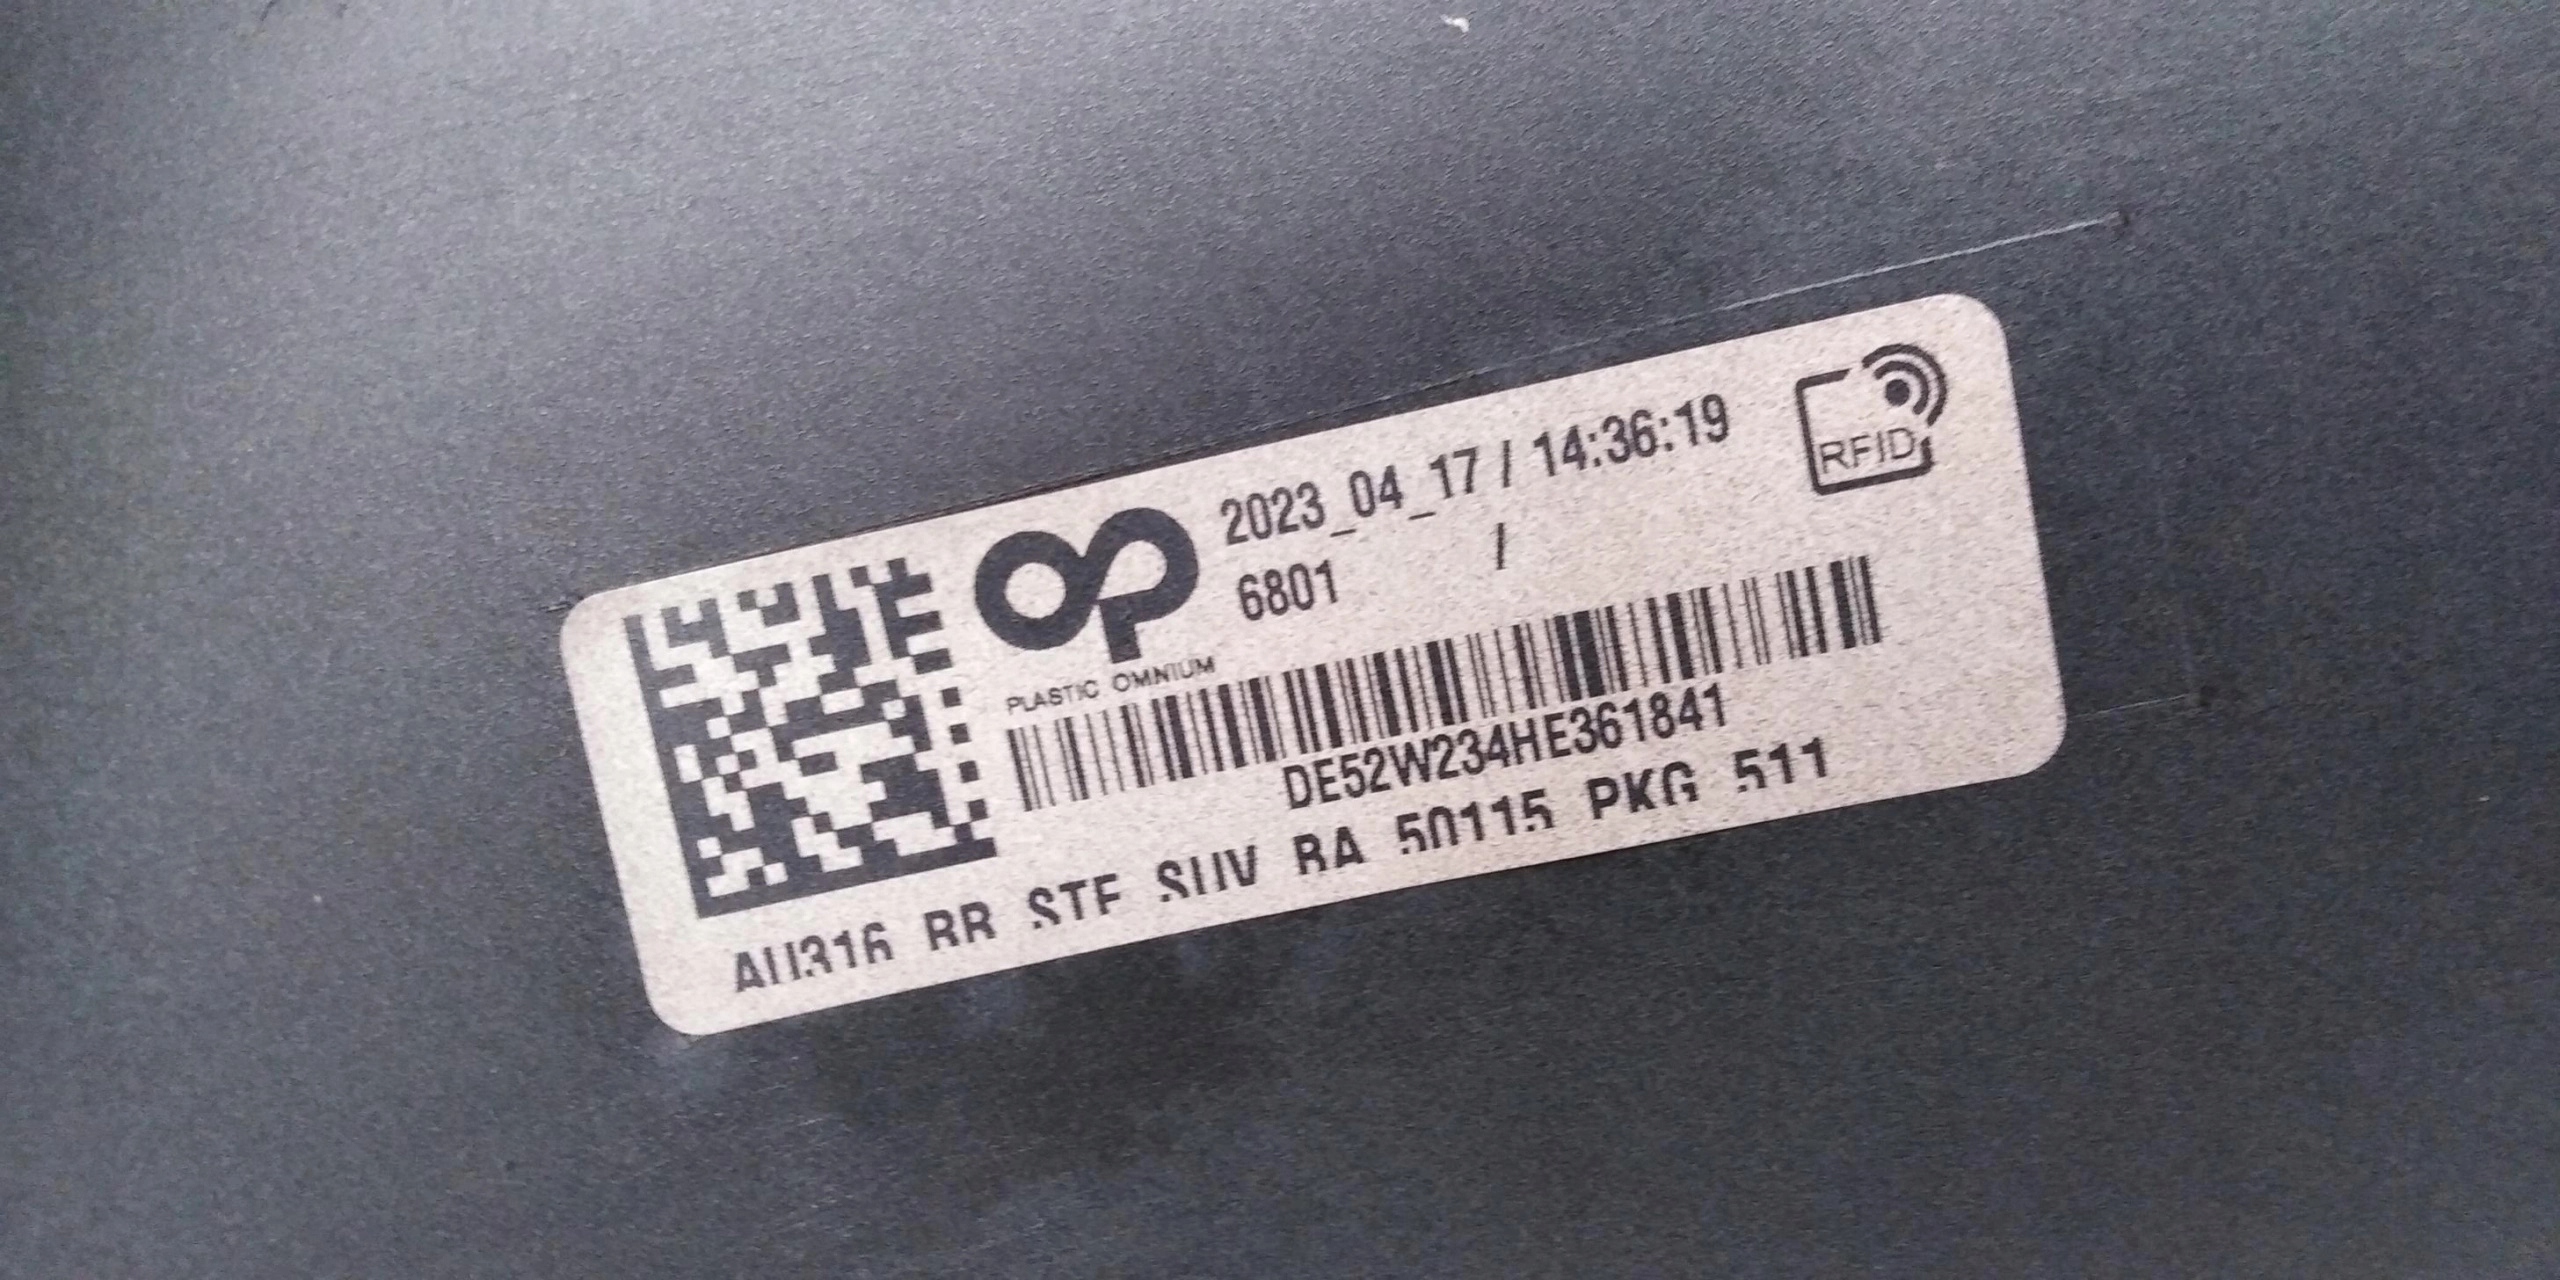 2023_04_17 / 14:36:19
RFID
6801 /
PLASTIC OMNIUM
DE52W234HE361841
AU316 RR STF SUV BA 50115 PKG 511